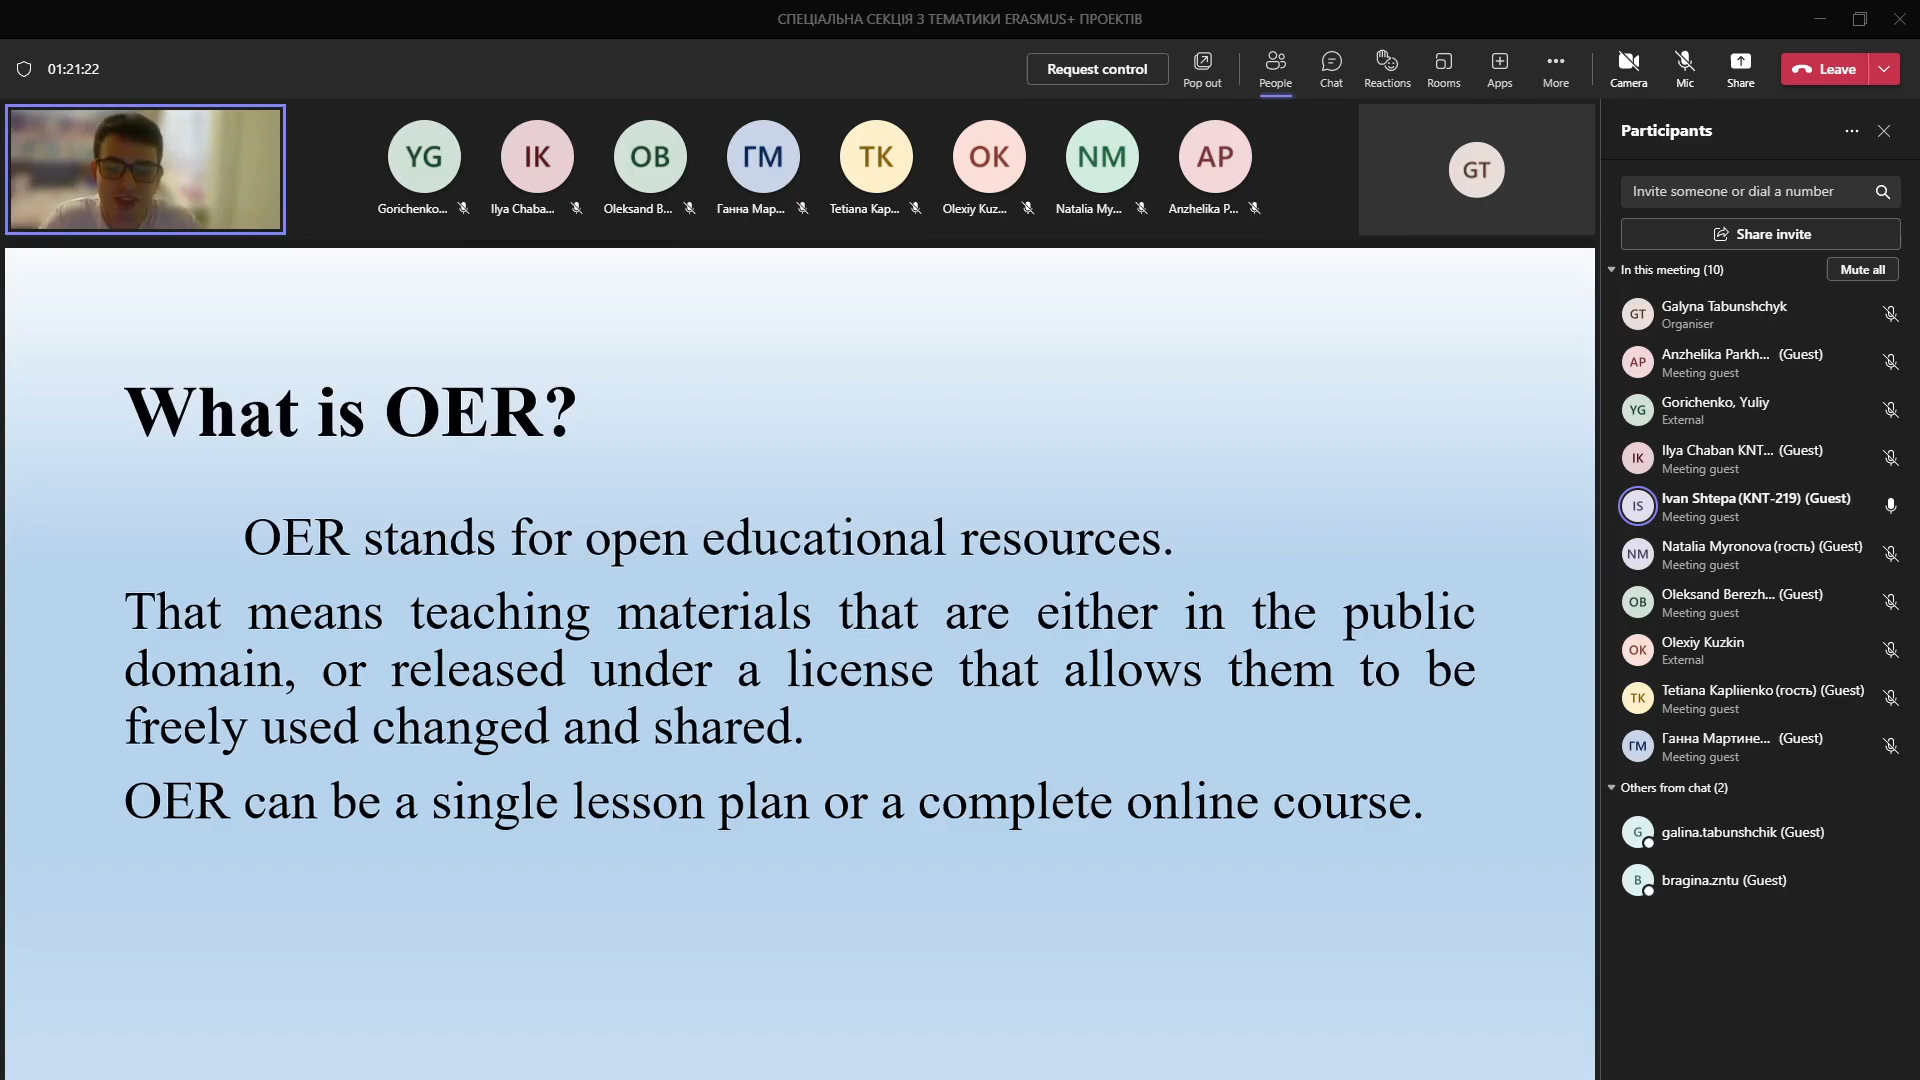 СПЕЦІАЛЬНА СЕКЦІЯ З ТЕМАТИКИ ERASMUS+ ПРОЕКТІВ
01:21:22
Request control
Pop out
People
Chat
Reactions
Rooms
Apps
More
Camera
Mic
Share
Leave
YG
IK
OB
ГМ
TK
OK
NM
AP
GT
Gorichenko...
Ilya Chaba...
Oleksand B...
Ганна Мар...
Tetiana Kap...
Olexiy Kuz...
Natalia My...
Anzhelika P...
What is OER?
OER stands for open educational resources.
That means teaching materials that are either in the public
domain, or released under a license that allows them to be
freely used changed and shared.
OER can be a single lesson plan or a complete online course.
Participants
Invite someone or dial a number
Share invite
In this meeting (10)
Mute all
GT
Galyna Tabunshchyk
Organiser
AP
Anzhelika Parkh... (Guest)
Meeting guest
YG
Gorichenko, Yuliy
External
IK
Ilya Chaban KNT... (Guest)
Meeting guest
IS
Ivan Shtepa (KNT-219) (Guest)
Meeting guest
NM
Natalia Myronova (гость) (Guest)
Meeting guest
OB
Oleksand Berezh... (Guest)
Meeting guest
OK
Olexiy Kuzkin
External
TK
Tetiana Kapliienko (гость) (Guest)
Meeting guest
ГМ
Ганна Мартине... (Guest)
Meeting guest
Others from chat (2)
G
galina.tabunshchik (Guest)
B
bragina.zntu (Guest)